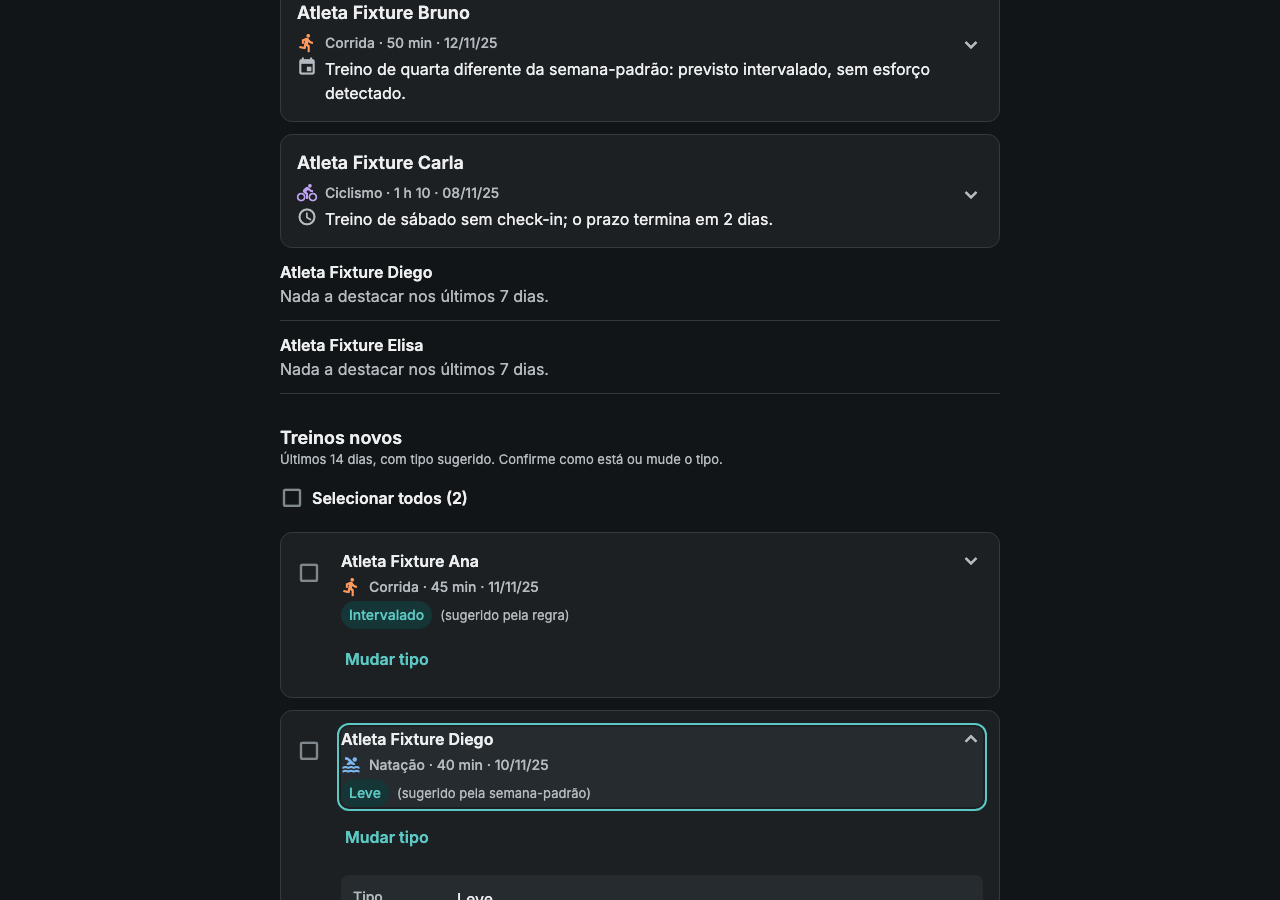 Atleta Fixture Bruno
Corrida · 50 min · 12/11/25
Treino de quarta diferente da semana-padrão: previsto intervalado, sem esforço
detectado.
Atleta Fixture Carla
Ciclismo · 1 h 10 · 08/11/25
Treino de sábado sem check-in; o prazo termina em 2 dias.
Atleta Fixture Diego
Nada a destacar nos últimos 7 dias.
Atleta Fixture Elisa
Nada a destacar nos últimos 7 dias.
Treinos novos
Últimos 14 dias, com tipo sugerido. Confirme como está ou mude o tipo.
Selecionar todos (2)
Atleta Fixture Ana
Corrida · 45 min · 11/11/25
Intervalado (sugerido pela regra)
Mudar tipo
Atleta Fixture Diego
Natação · 40 min · 10/11/25
Leve (sugerido pela semana-padrão)
Mudar tipo
Tipo Leve